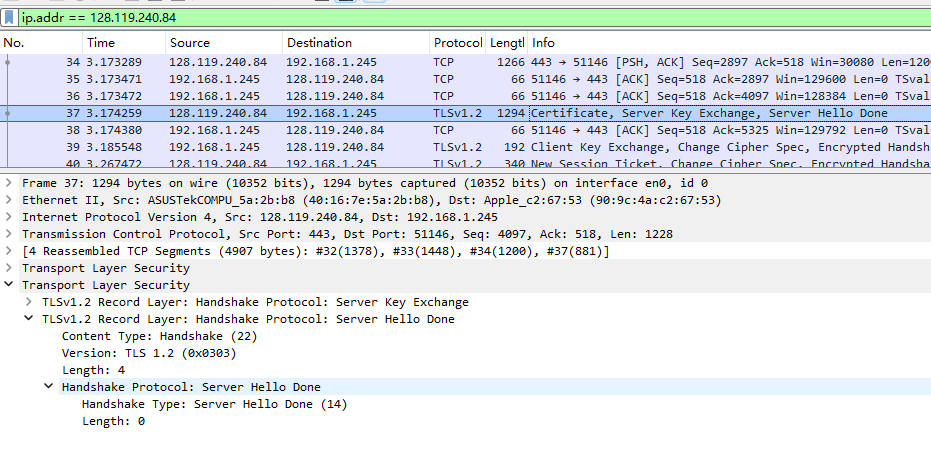 ip.addr == 128.119.240.84
No. Time Source Destination Protocol Lengtl Info
34 3.173289 128.119.240.84 192.168.1.245 TCP 1266 443 → 51146 [PSH, ACK] Seq=2897 Ack=518 Win=30080 Len=120
35 3.173471 192.168.1.245 128.119.240.84 TCP 66 51146 → 443 [ACK] Seq=518 Ack=2897 Win=129600 Len=0 TSval
36 3.173472 192.168.1.245 128.119.240.84 TCP 66 51146 → 443 [ACK] Seq=518 Ack=4097 Win=128384 Len=0 TSval
37 3.174259 128.119.240.84 192.168.1.245 TLSv1.2 1294 Certificate, Server Key Exchange, Server Hello Done
38 3.174380 192.168.1.245 128.119.240.84 TCP 66 51146 → 443 [ACK] Seq=518 Ack=5325 Win=129792 Len=0 TSval
39 3.185548 192.168.1.245 128.119.240.84 TLSv1.2 192 Client Key Exchange, Change Cipher Spec, Encrypted Handsh
40 3.267472 128.119.240.84 192.168.1.245 TLSv1.2 340 New Session Ticket, Change Cipher Spec, Encrypted Handsha
Frame 37: 1294 bytes on wire (10352 bits), 1294 bytes captured (10352 bits) on interface en0, id 0
Ethernet II, Src: ASUSTekCOMPU_5a:2b:b8 (40:16:7e:5a:2b:b8), Dst: Apple_c2:67:53 (90:9c:4a:c2:67:53)
Internet Protocol Version 4, Src: 128.119.240.84, Dst: 192.168.1.245
Transmission Control Protocol, Src Port: 443, Dst Port: 51146, Seq: 4097, Ack: 518, Len: 1228
[4 Reassembled TCP Segments (4907 bytes): #32(1378), #33(1448), #34(1200), #37(881)]
Transport Layer Security
Transport Layer Security
TLSv1.2 Record Layer: Handshake Protocol: Server Key Exchange
TLSv1.2 Record Layer: Handshake Protocol: Server Hello Done
Content Type: Handshake (22)
Version: TLS 1.2 (0x0303)
Length: 4
Handshake Protocol: Server Hello Done
Handshake Type: Server Hello Done (14)
Length: 0